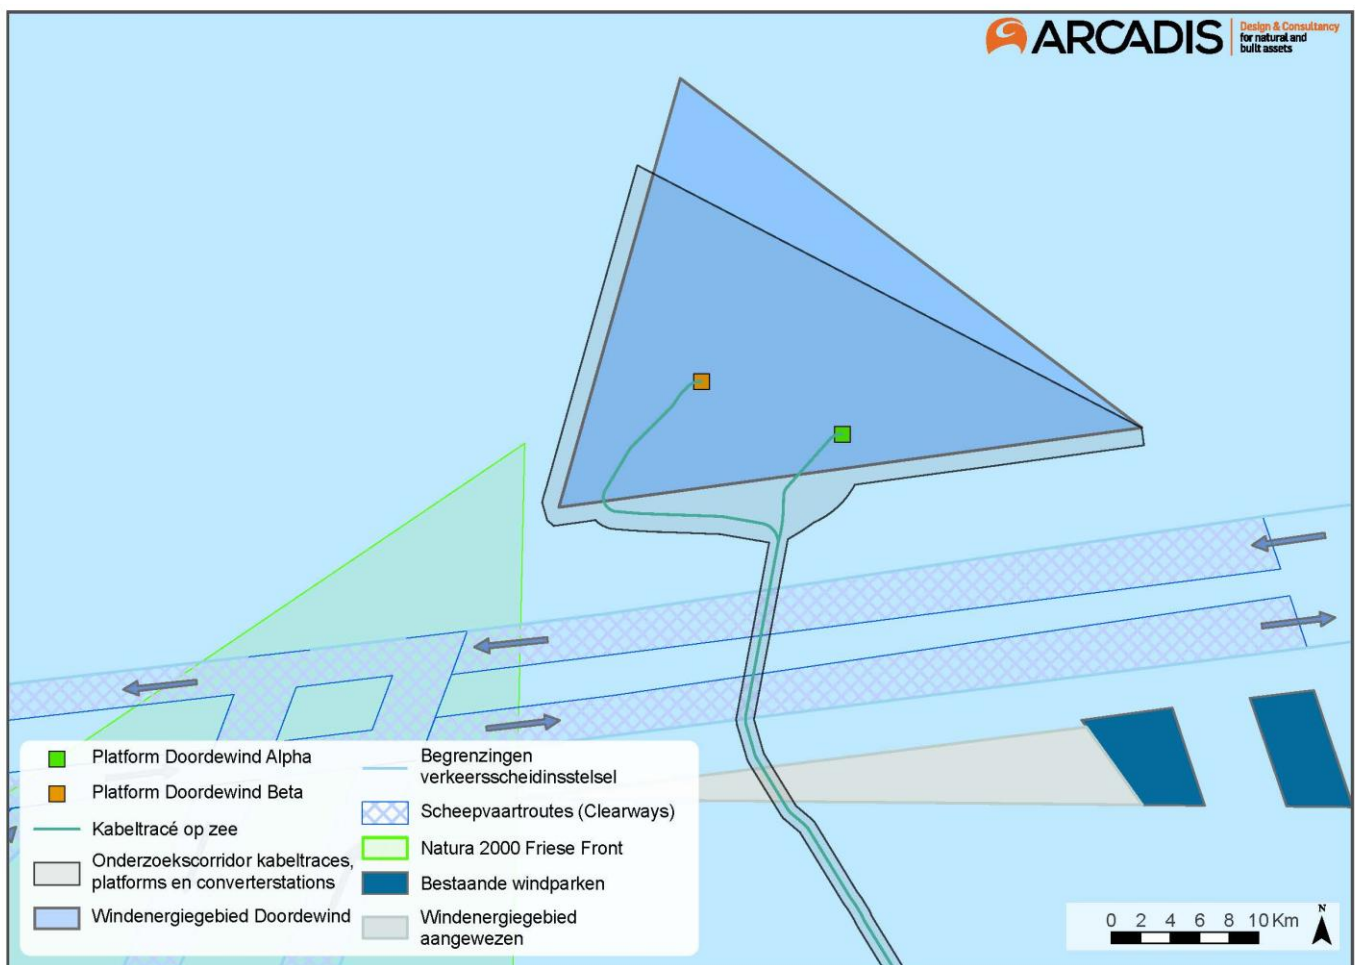 ARCADIS
Design & Consultancy
for natural and
built assets
Platform Doordewind Alpha
Platform Doordewind Beta
Kabeltracé op zee
Onderzoekscorridor kabeltraces,
platforms en converterstations
Windenergiegebied Doordewind
Begrenzingen
verkeersscheidinsstelsel
Scheepvaartroutes (Clearways)
Natura 2000 Friese Front
Bestaande windparken
Windenergiegebied
aangewezen
0 2 4 6 8 10 Km
N